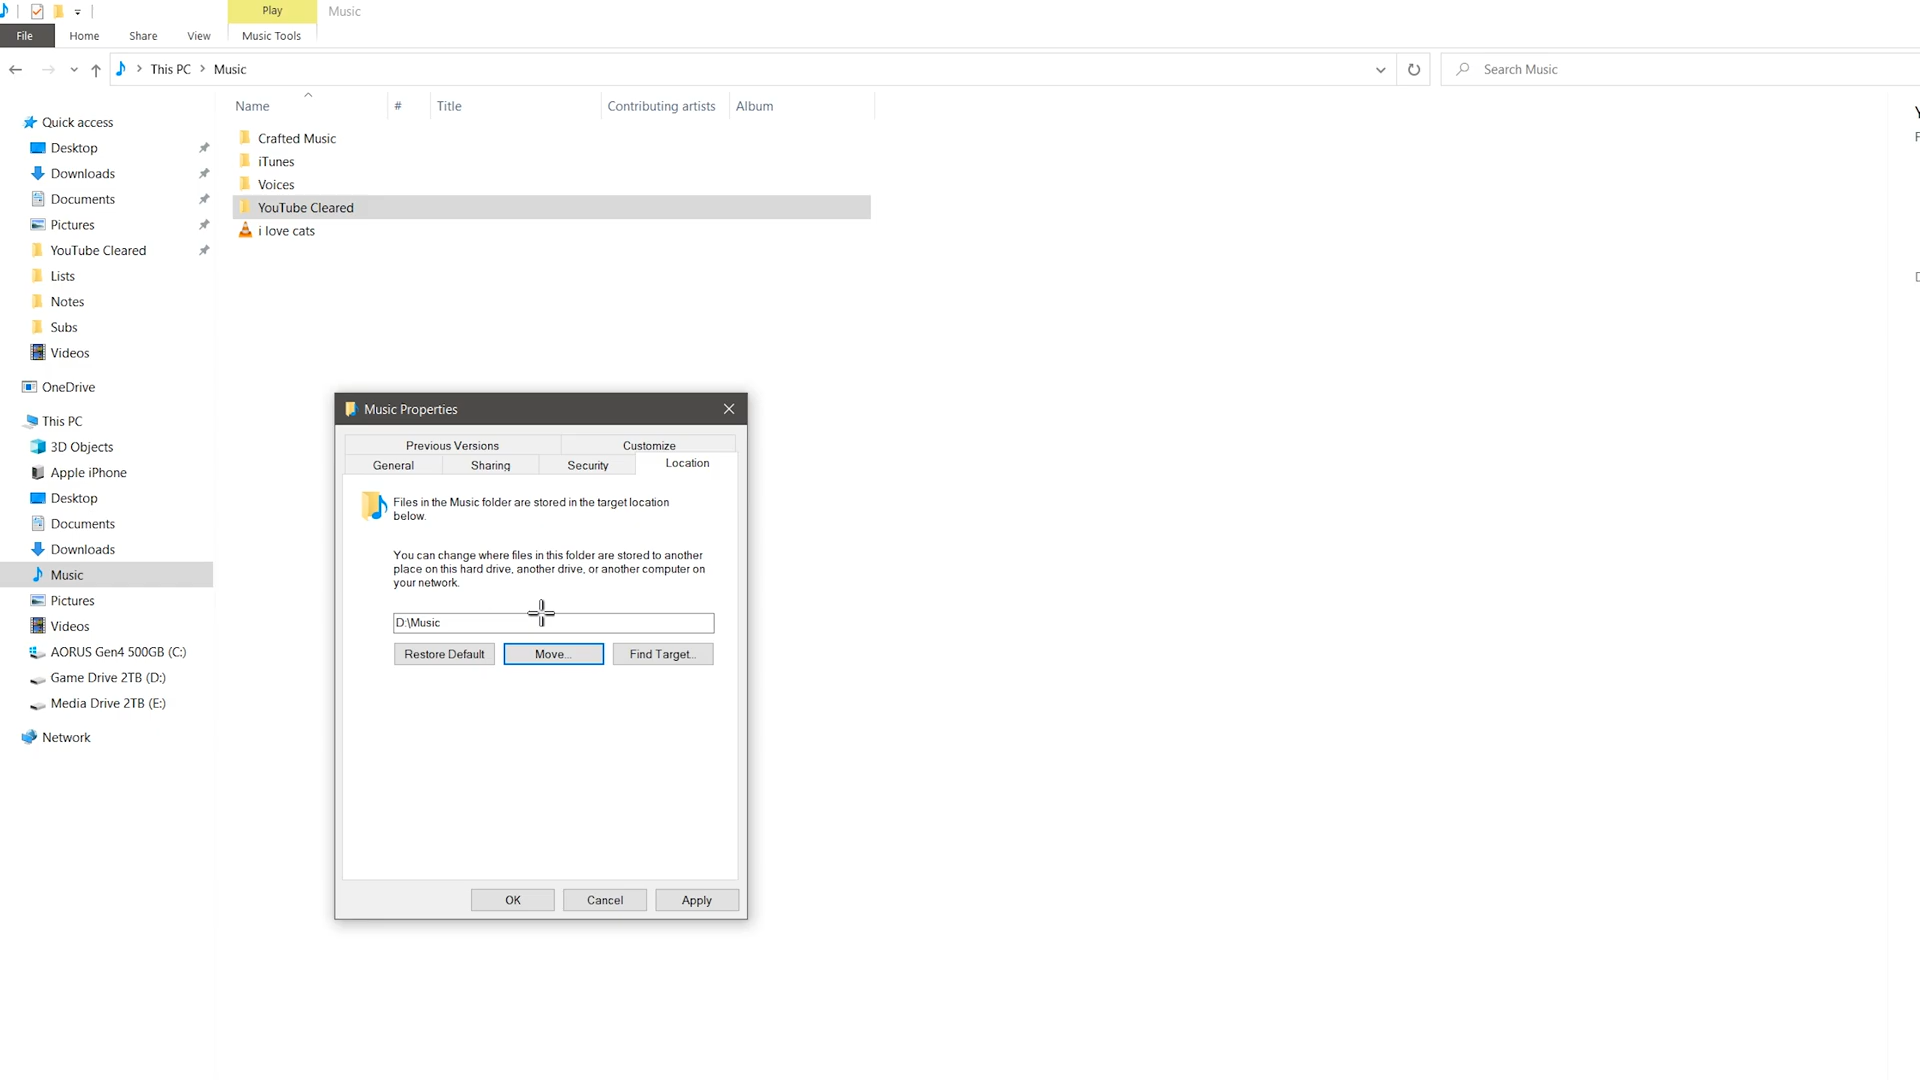 Play
Music
File
Home
Share
View
Music Tools
This PC
Music
Search Music
Name
#
Title
Contributing artists
Album
Quick access
Desktop
Downloads
Documents
Pictures
YouTube Cleared
Lists
Notes
Subs
Videos
OneDrive
This PC
3D Objects
Apple iPhone
Desktop
Documents
Downloads
Music
Pictures
Videos
AORUS Gen4 500GB (C:)
Game Drive 2TB (D:)
Media Drive 2TB (E:)
Network
Crafted Music
iTunes
Voices
YouTube Cleared
i love cats
Music Properties
Previous Versions
Customize
General
Sharing
Security
Location
Files in the Music folder are stored in the target location
below.
You can change where files in this folder are stored to another
place on this hard drive, another drive, or another computer on
your network.
D:\Music
Restore Default
Move...
Find Target...
OK
Cancel
Apply